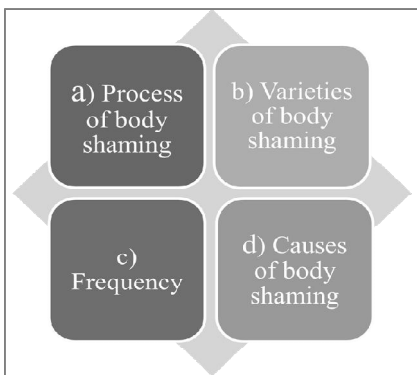 a) Process
of body
shaming
b) Varieties
of body
shaming
c)
Frequency
d) Causes
of body
shaming